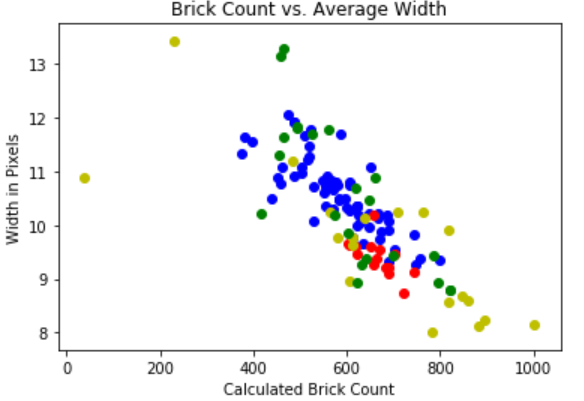 Brick Count vs. Average Width
Width in Pixels
13
12
11
10
9
8
0 200 400 600 800 1000
Calculated Brick Count